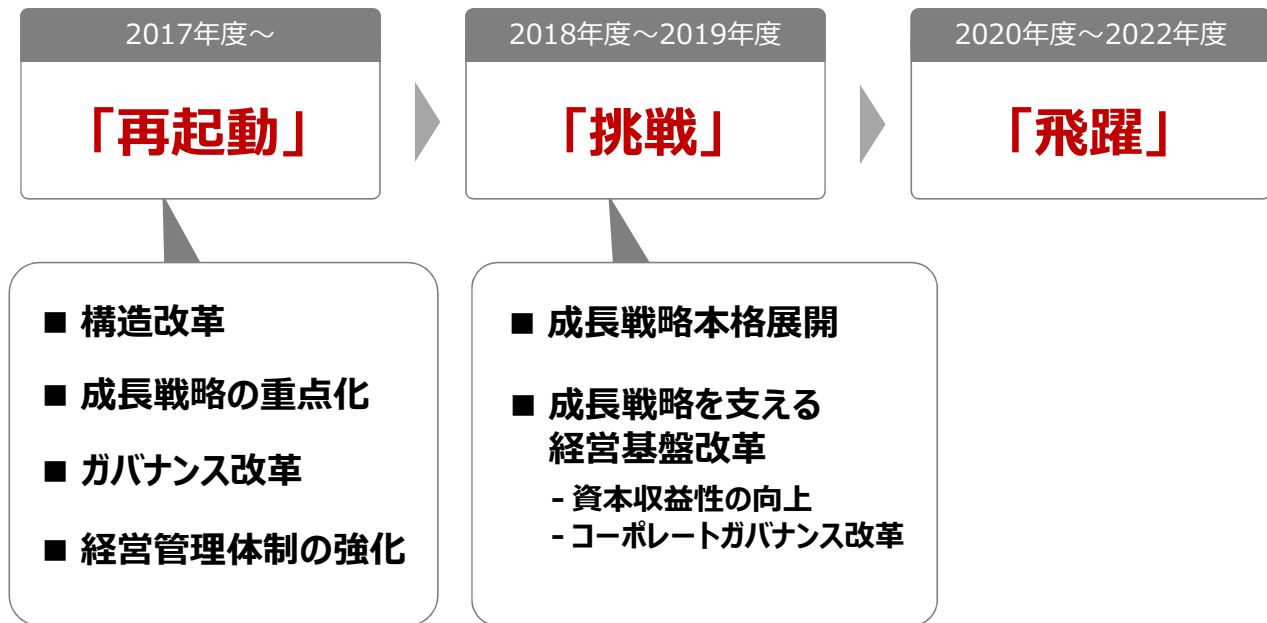 2017年度～
「再起動」
2018年度～2019年度
「挑戦」
2020年度～2022年度
「飛躍」
■ 構造改革
■ 成長戦略の重点化
■ ガバナンス改革
■ 経営管理体制の強化
■ 成長戦略本格展開
■ 成長戦略を支える
経営基盤改革
- 資本収益性の向上
- コーポレートガバナンス改革